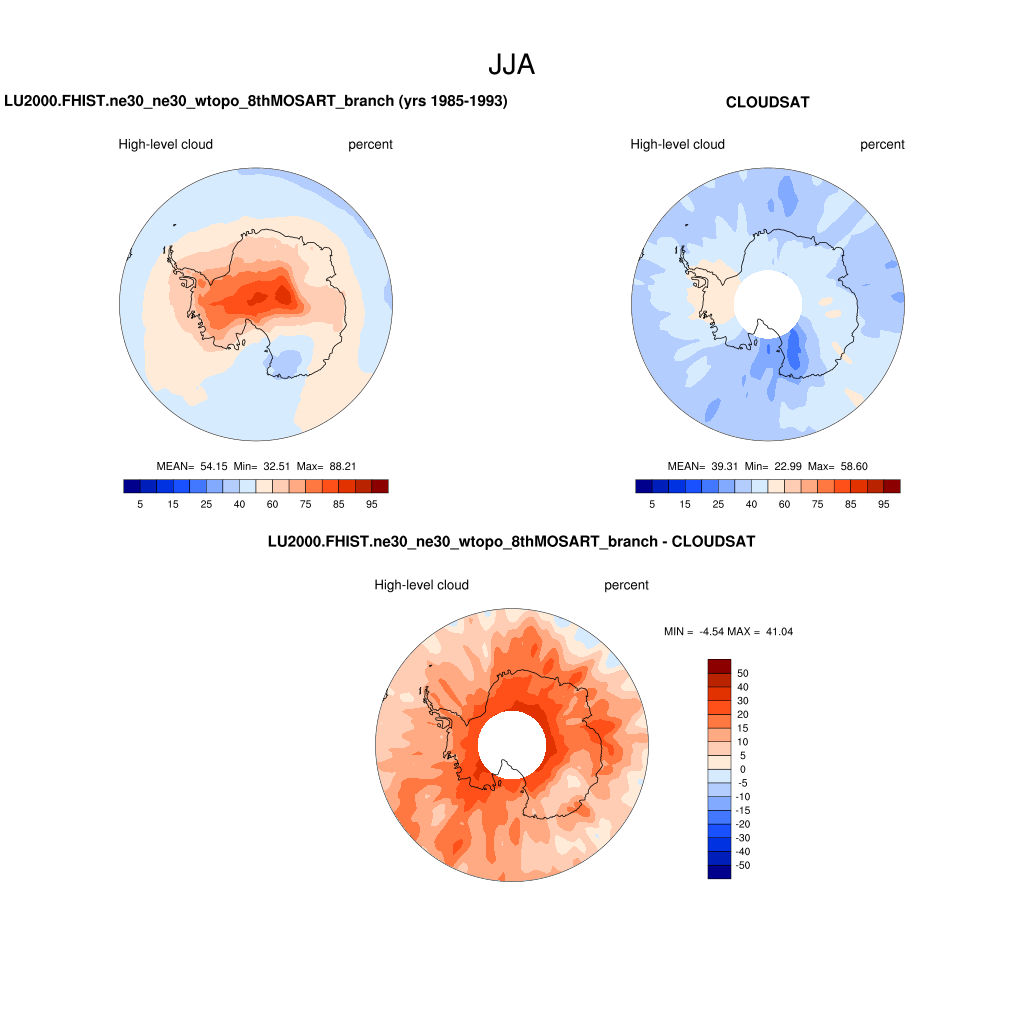 JJA
LU2000.FHIST.ne30_ne30_wtopo_8thMOSART_branch (yrs 1985-1993)
High-level cloud percent
MEAN= 54.15 Min= 32.51 Max= 88.21
5 15 25 40 60 75 85 95
CLOUDSAT
High-level cloud percent
MEAN= 39.31 Min= 22.99 Max= 58.60
5 15 25 40 60 75 85 95
LU2000.FHIST.ne30_ne30_wtopo_8thMOSART_branch - CLOUDSAT
High-level cloud percent
MIN = -4.54 MAX = 41.04
50
40
30
20
15
10
5
0
-5
-10
-15
-20
-30
-40
-50